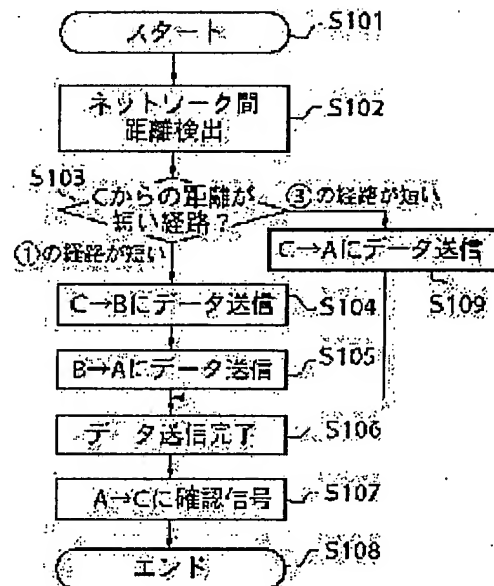 スタート
S101
ネットワーク間
距離検出
S102
S103
Cからの距離が
短い経路？
③の経路が短い
①の経路が短い
C→Aにデータ送信
S109
C→Bにデータ送信
S104
B→Aにデータ送信
S105
データ送信完了
S106
A→Cに確認信号
S107
エンド
S108